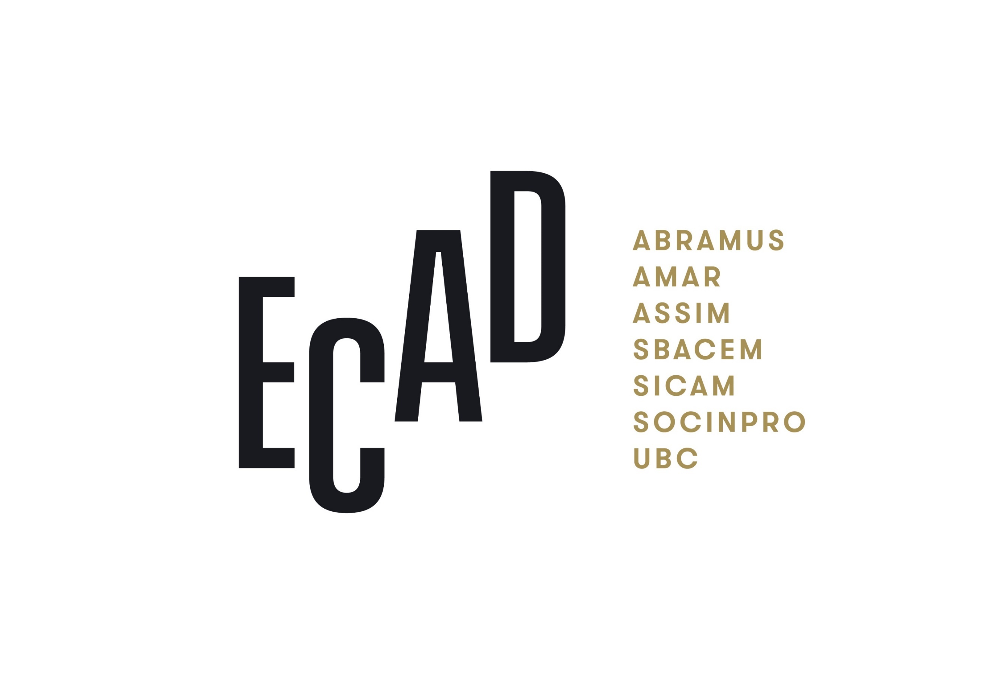 ECAD
ABRAMUS
AMAR
ASSIM
SBACEM
SICAM
SOCINPRO
UBC